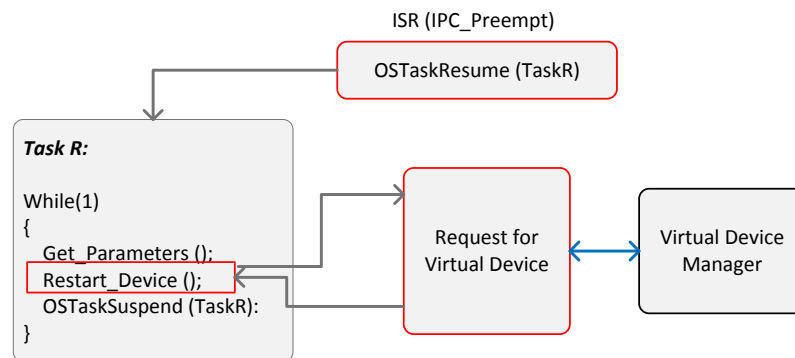 ISR (IPC_Preempt)
OSTaskResume (TaskR)
Task R:
While(1)
{
Get_Parameters ();
Restart_Device ();
OSTaskSuspend (TaskR):
}
Request for
Virtual Device
Virtual Device
Manager